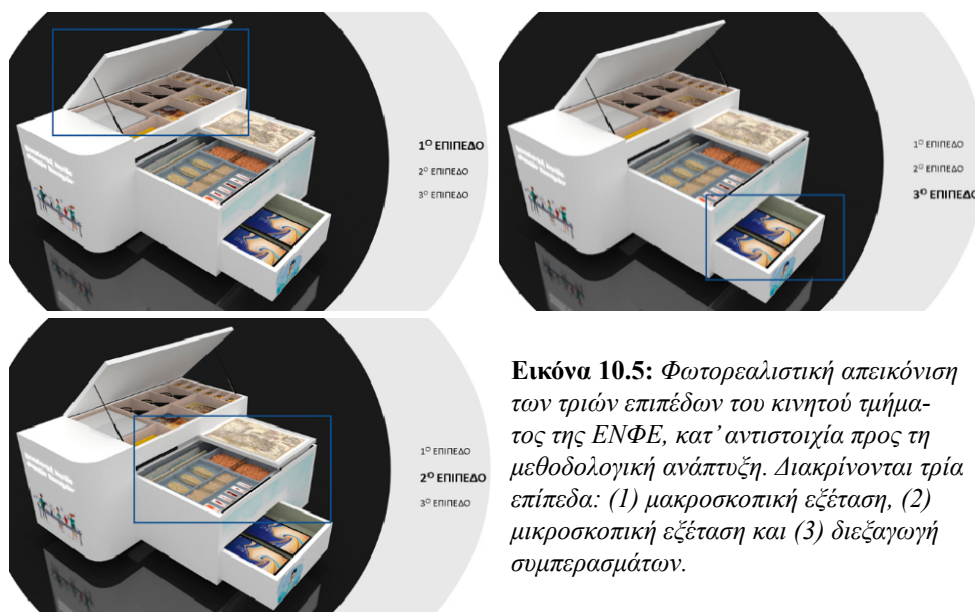 1Ο ΕΠΙΠΕΔΟ
2Ο ΕΠΙΠΕΔΟ
3Ο ΕΠΙΠΕΔΟ
1Ο ΕΠΙΠΕΔΟ
2Ο ΕΠΙΠΕΔΟ
3Ο ΕΠΙΠΕΔΟ
1Ο ΕΠΙΠΕΔΟ
2Ο ΕΠΙΠΕΔΟ
3Ο ΕΠΙΠΕΔΟ
Εικόνα 10.5: Φωτορεαλιστική απεικόνιση
των τριών επιπέδων του κινητού τμήμα-
τος της ΕΝΦΕ, κατ’ αντιστοιχία προς τη
μεθοδολογική ανάπτυξη. Διακρίνονται τρία
επίπεδα: (1) μακροσκοπική εξέταση, (2)
μικροσκοπική εξέταση και (3) διεξαγωγή
συμπερασμάτων.